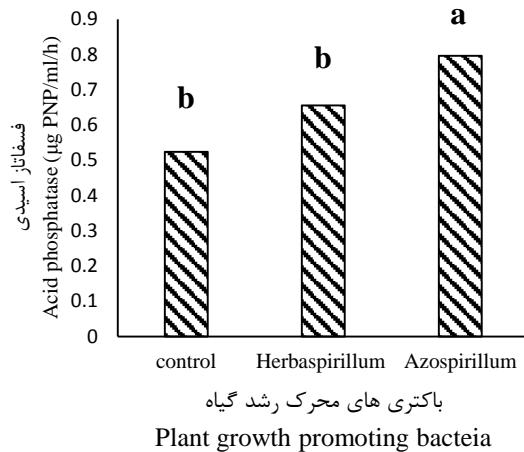 فسفاتاز اسیدی
Acid phosphatase (µg PNP/ml/h)
0.9
0.8
0.7
0.6
0.5
0.4
0.3
0.2
0.1
0
b
b
a
control Herbaspirillum Azospirillum
باکتری های محرک رشد گیاه
Plant growth promoting bacteia